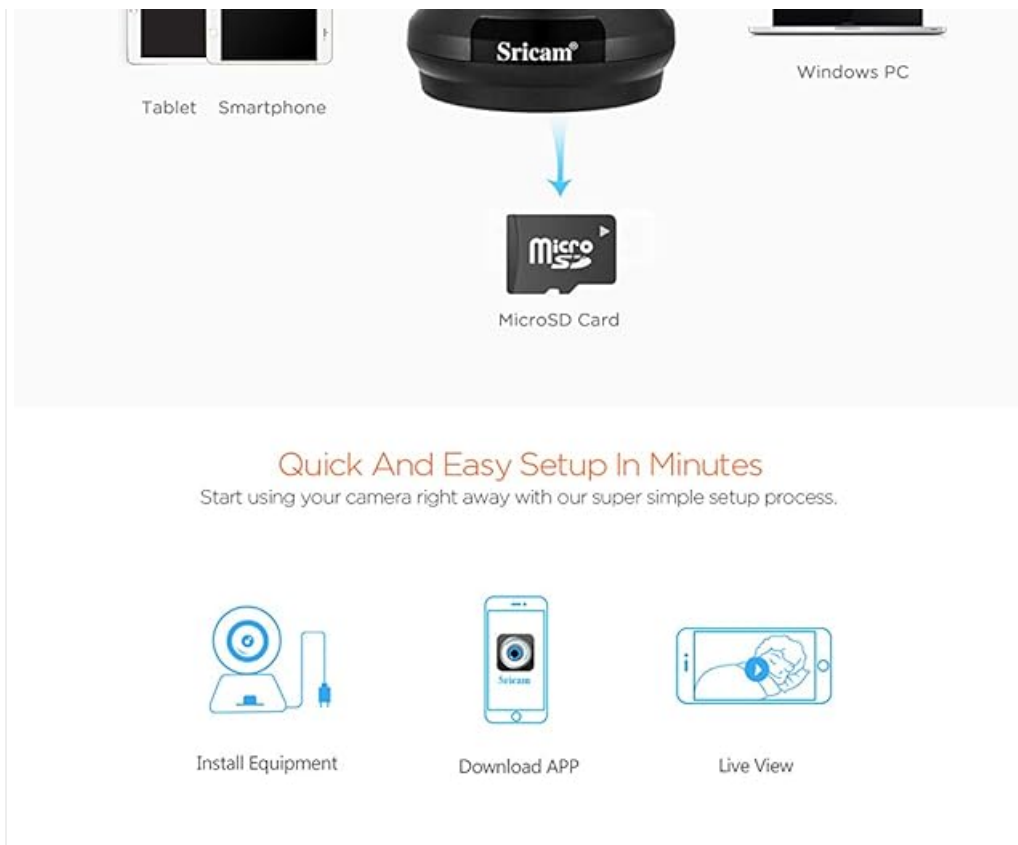 Sricam®
Windows PC
Tablet Smartphone
Micro
SD
MicroSD Card
Quick And Easy Setup In Minutes
Start using your camera right away with our super simple setup process.
Sricam
Install Equipment
Download APP
Live View